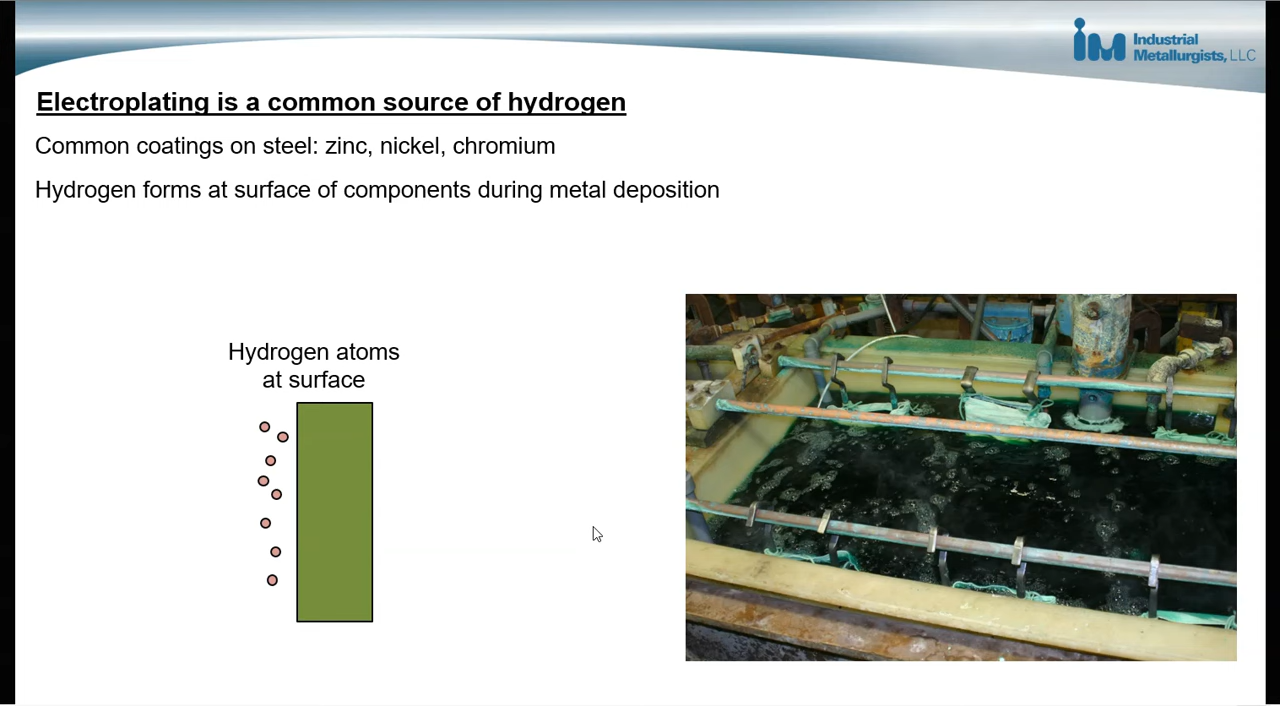 Industrial
Metallurgists, LLC
Electroplating is a common source of hydrogen
Common coatings on steel: zinc, nickel, chromium
Hydrogen forms at surface of components during metal deposition
Hydrogen atoms
at surface